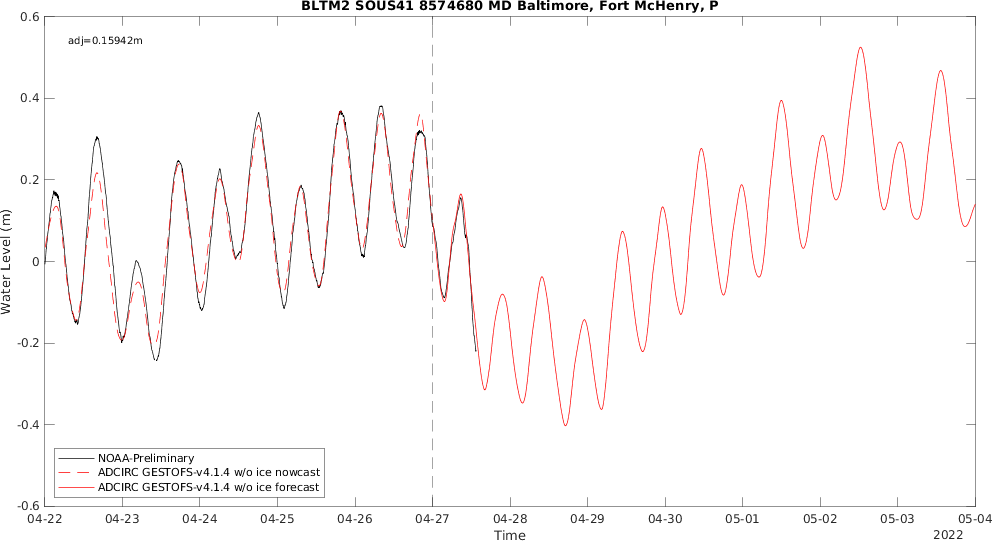 BLTM2 SOUS41 8574680 MD Baltimore, Fort McHenry, P
adj=0.15942m
0.6
0.4
0.2
0
-0.2
-0.4
-0.6
Water Level (m)
NOAA-Preliminary
ADCIRC GESTOFS-v4.1.4 w/o ice nowcast
ADCIRC GESTOFS-v4.1.4 w/o ice forecast
04-22 04-23 04-24 04-25 04-26 04-27 04-28 04-29 04-30 05-01 05-02 05-03 05-04
Time
2022